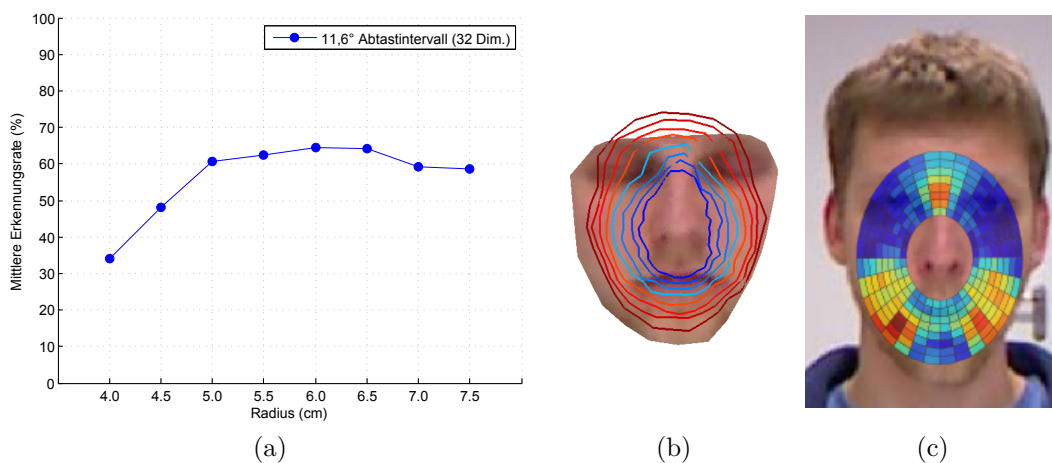 100
90
80
70
60
50
40
30
20
10
0
Mittlere Erkennungsrate (%)
11,6° Abtastintervall (32 Dim.)
4.0 4.5 5.0 5.5 6.0 6.5 7.0 7.5
Radius (cm)
(a) (b) (c)